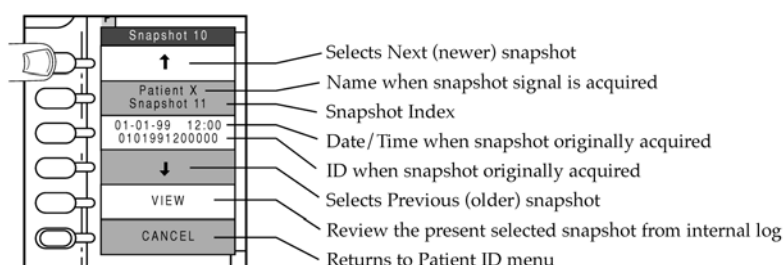 Snapshot 10
↑
Selects Next (newer) snapshot
Patient X
Name when snapshot signal is acquired
Snapshot 11
Snapshot Index
01-01-99 12:00
Date/Time when snapshot originally acquired
0101991200000
ID when snapshot originally acquired
↓
Selects Previous (older) snapshot
VIEW
Review the present selected snapshot from internal log
CANCEL
Returns to Patient ID menu